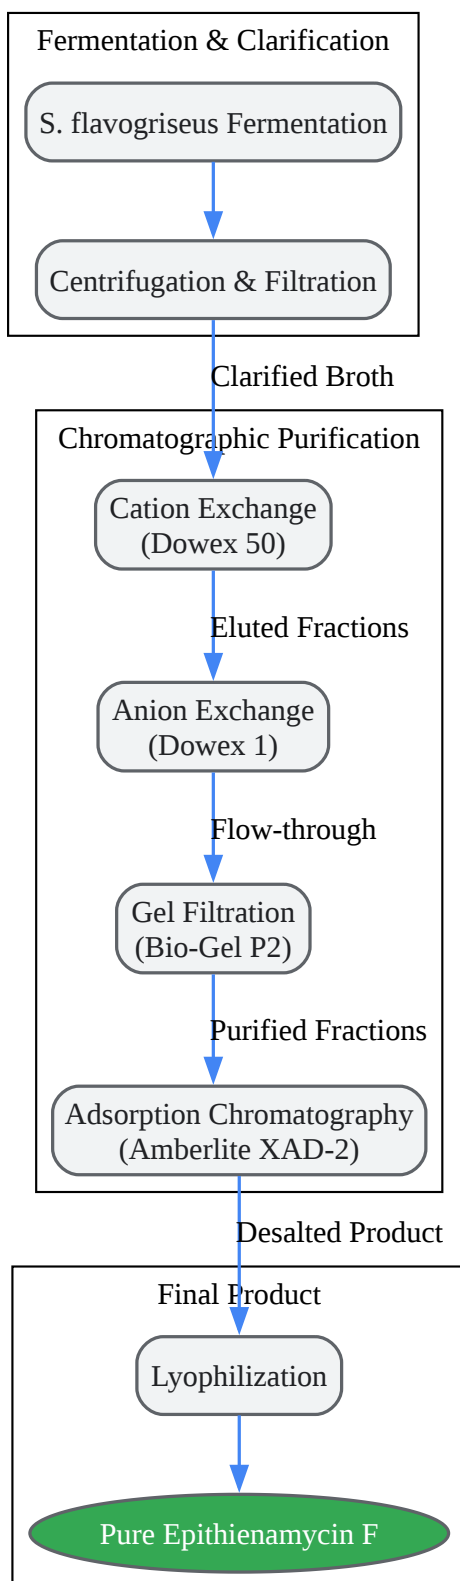 Fermentation & Clarification
S. flavogriseus Fermentation
Centrifugation & Filtration
Clarified Broth
Chromatographic Purification
Cation Exchange
(Dowex 50)
Eluted Fractions
Anion Exchange
(Dowex 1)
Flow-through
Gel Filtration
(Bio-Gel P2)
Purified Fractions
Adsorption Chromatography
(Amberlite XAD-2)
Desalted Product
Final Product
Lyophilization
Pure Epithienamycin F